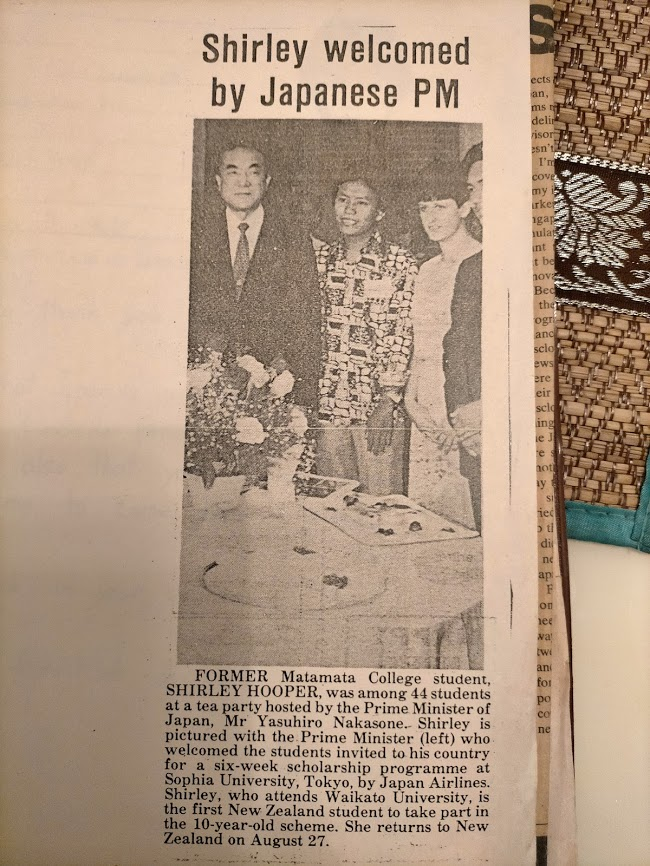 Shirley welcomed
by Japanese PM
FORMER Matamata College student,
SHIRLEY HOOPER, was among 44 students
at a tea party hosted by the Prime Minister of
Japan, Mr Yasuhiro Nakasone. Shirley is
pictured with the Prime Minister (left) who
welcomed the students invited to his country
for a six-week scholarship programme at
Sophia University, Tokyo, by Japan Airlines.
Shirley, who attends Waikato University, is
the first New Zealand student to take part in
the 10-year-old scheme. She returns to New
Zealand on August 27.